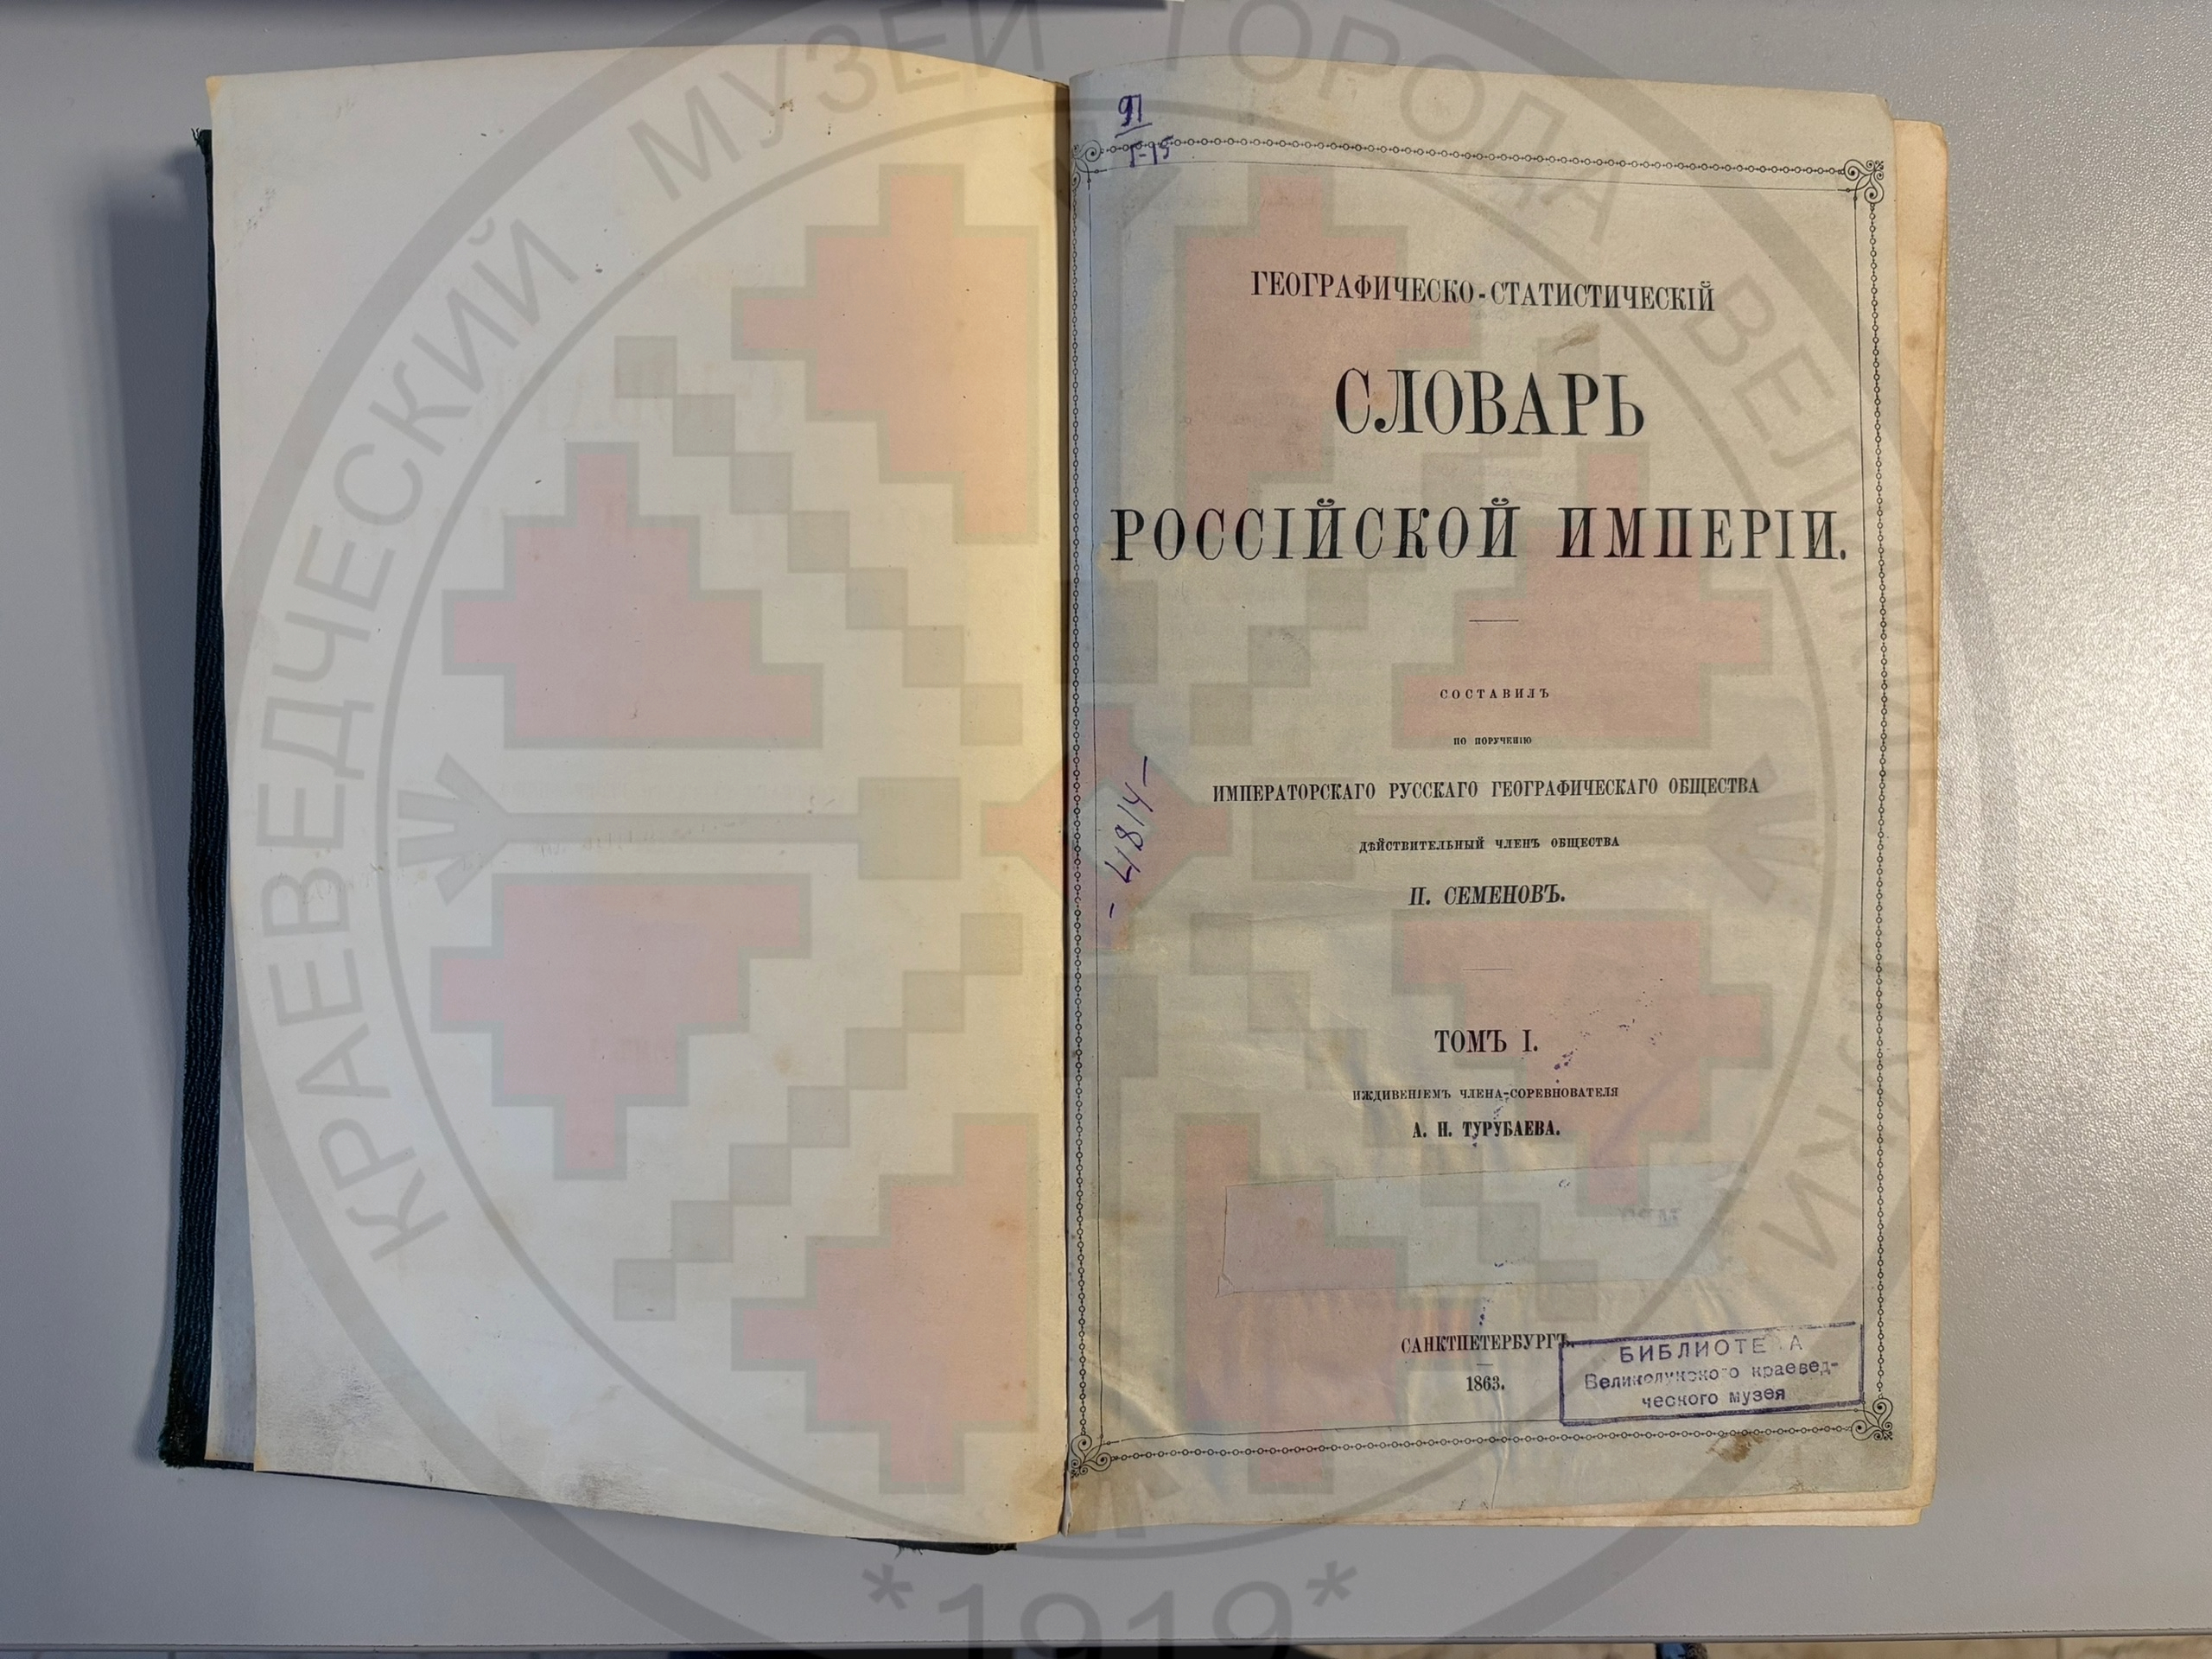 КРАЕВЕДЧЕСКИЙ МУЗЕЙ ГОРОДА ВЕЛИКИЕ ЛУКИ
*1919*
91
Г-15
ГЕОГРАФИЧЕСКО-СТАТИСТИЧЕСКІЙ
СЛОВАРЬ
РОССІЙСКОЙ ИМПЕРІИ.
СОСТАВИЛЪ
ПО ПОРУЧЕНІЮ
ИМПЕРАТОРСКАГО РУССКАГО ГЕОГРАФИЧЕСКАГО ОБЩЕСТВА
ДѢЙСТВИТЕЛЬНЫЙ ЧЛЕНЪ ОБЩЕСТВА
П. СЕМЕНОВЪ.
- 4814 -
ТОМЪ I.
ИЖДИВЕНІЕМЪ ЧЛЕНА-СОРЕВНОВАТЕЛЯ
А. Н. ТУРУБАЕВА.
САНКТПЕТЕРБУРГЪ.
1863.
БИБЛИОТЕКА
Великолукского краевед-
ческого музея